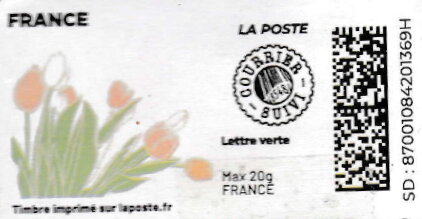 FRANCE
LA POSTE
COURRIER
SUIVI
Lettre verte
Max 20g
FRANCE
Timbre imprimé sur laposte.fr
SD : 87001084201369H